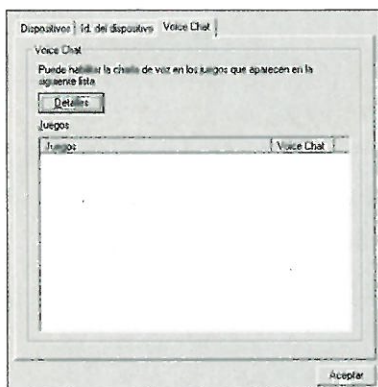 Dispositivos Id. del dispositivo Voice Chat
Voice Chat
Puede habilitar la charla de voz en los juegos que aparecen en la
siguiente lista
Detalles
Juegos
Juegos Voice Chat
Aceptar